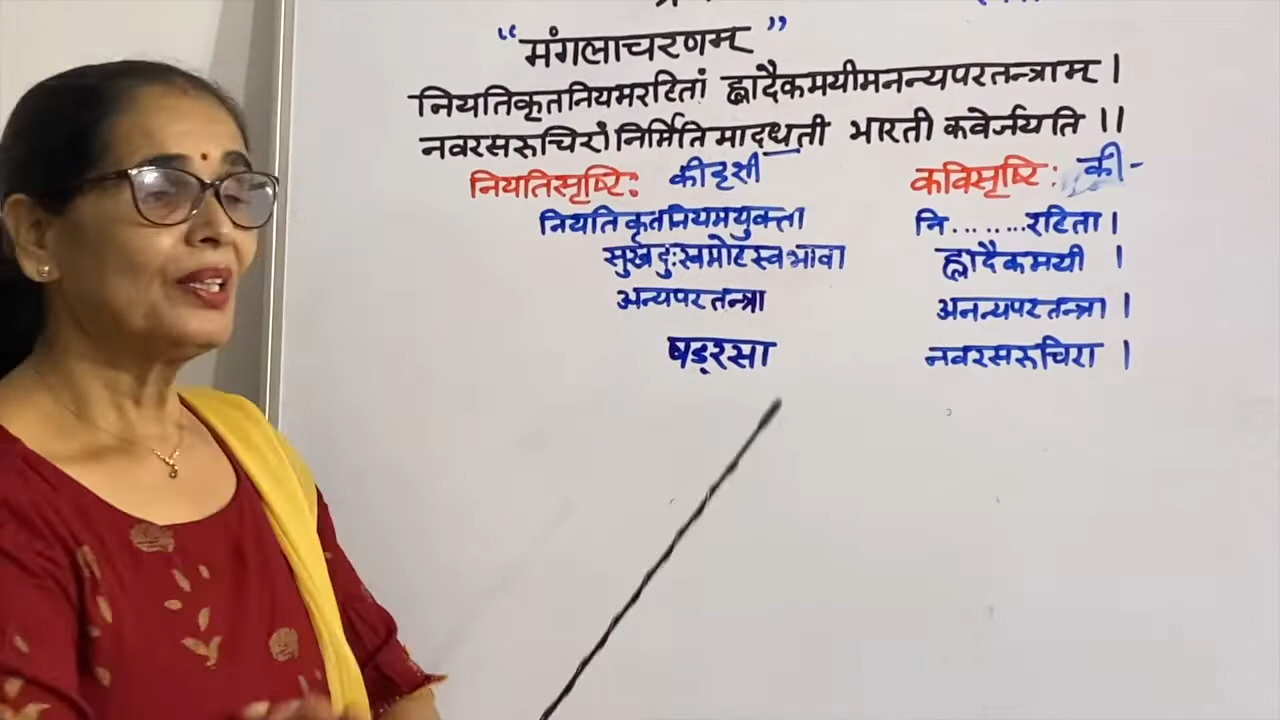 “मंगलाचरणम्”
नियतिकृतनियमरहितां ह्लादैकमयीमनन्यपरतन्त्राम् ।
नवरसरुचिरां निर्मितिमादधती भारती कवेर्जयति ।।
नियतिसृष्टिः कीदृशी कविसृष्टिः की-
नियतिकृतनियमयुक्ता नि........रहिता ।
सुखदुःखमोहस्वभावा ह्लादैकमयी ।
अन्यपरतन्त्रा अनन्यपरतन्त्रा ।
षड्रसा नवरसरुचिरा ।